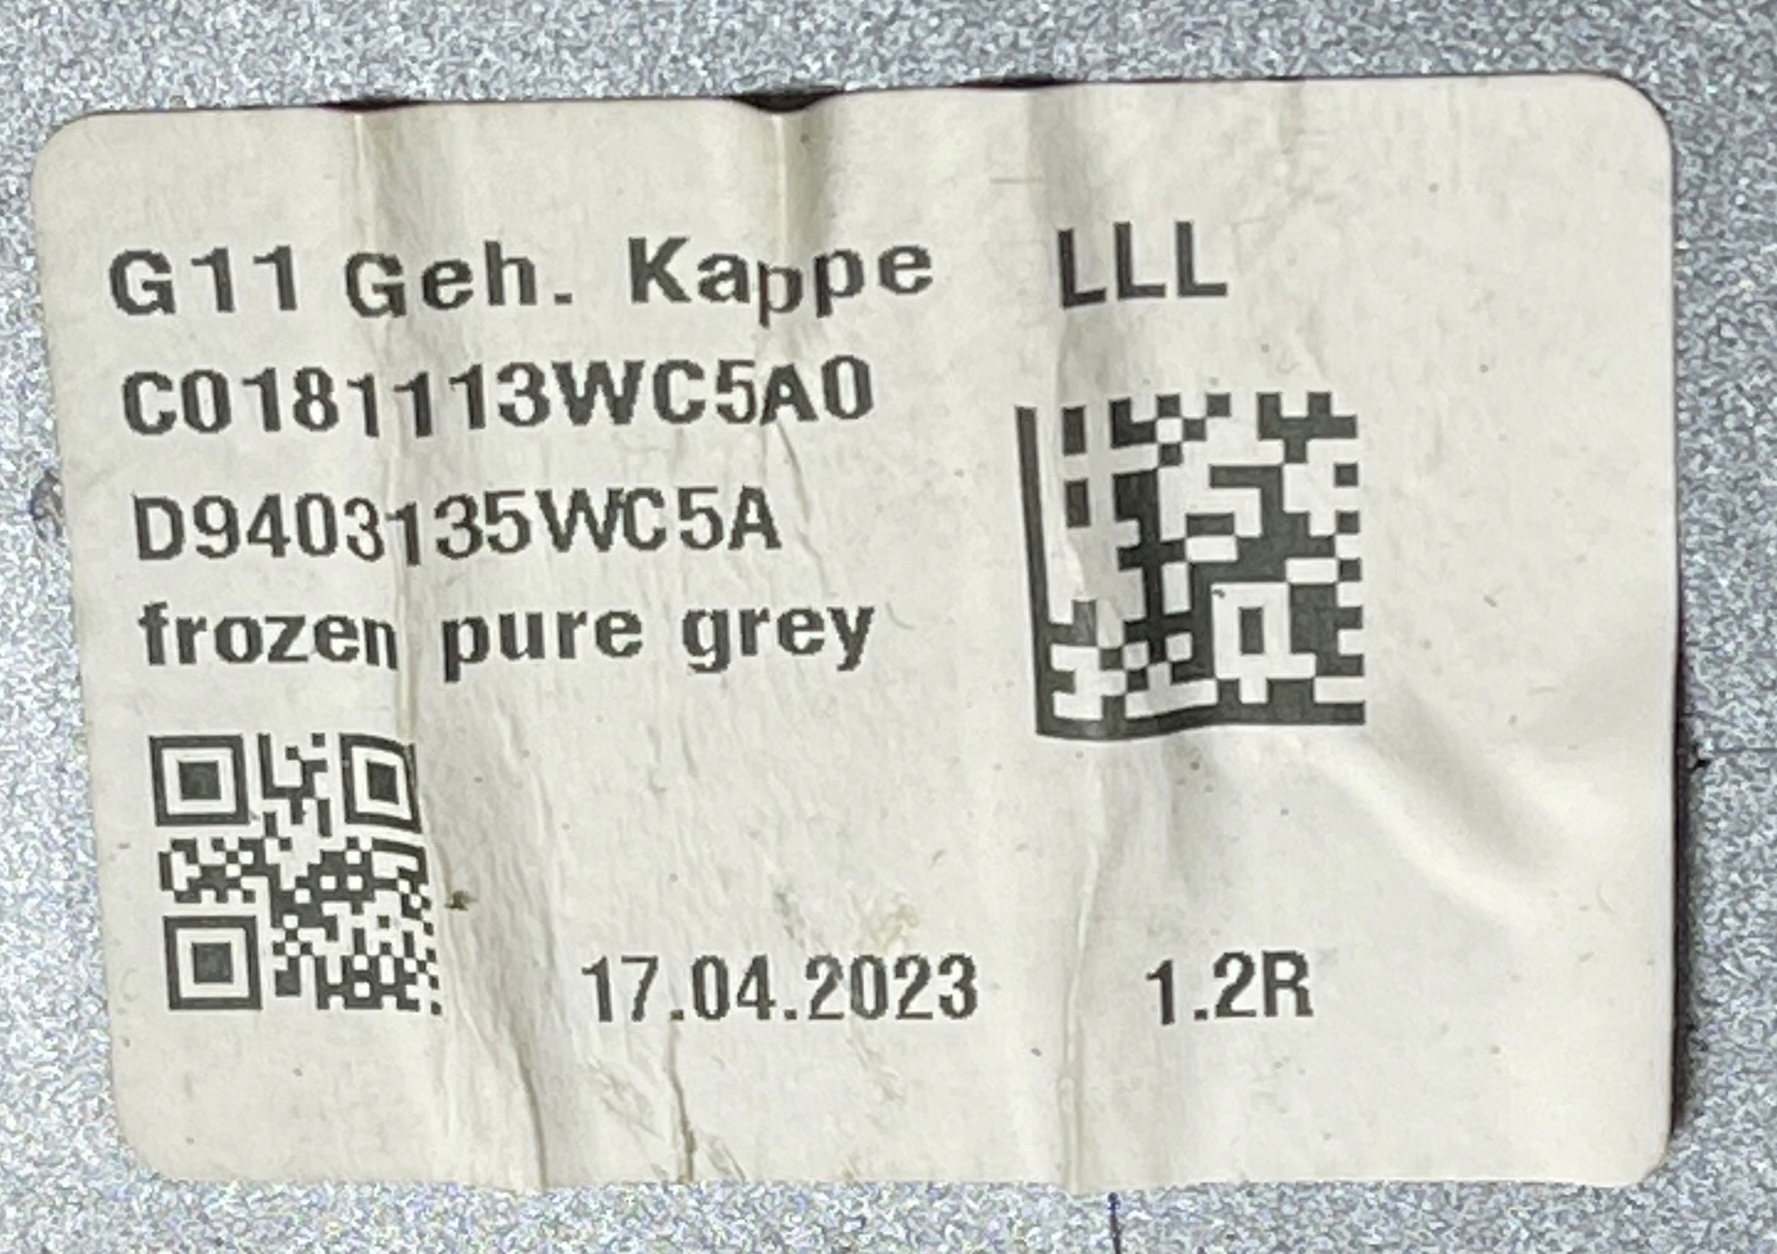 G11 Geh. Kappe LLL
C0181113WC5A0
D9403135WC5A
frozen pure grey
17.04.2023 1.2R